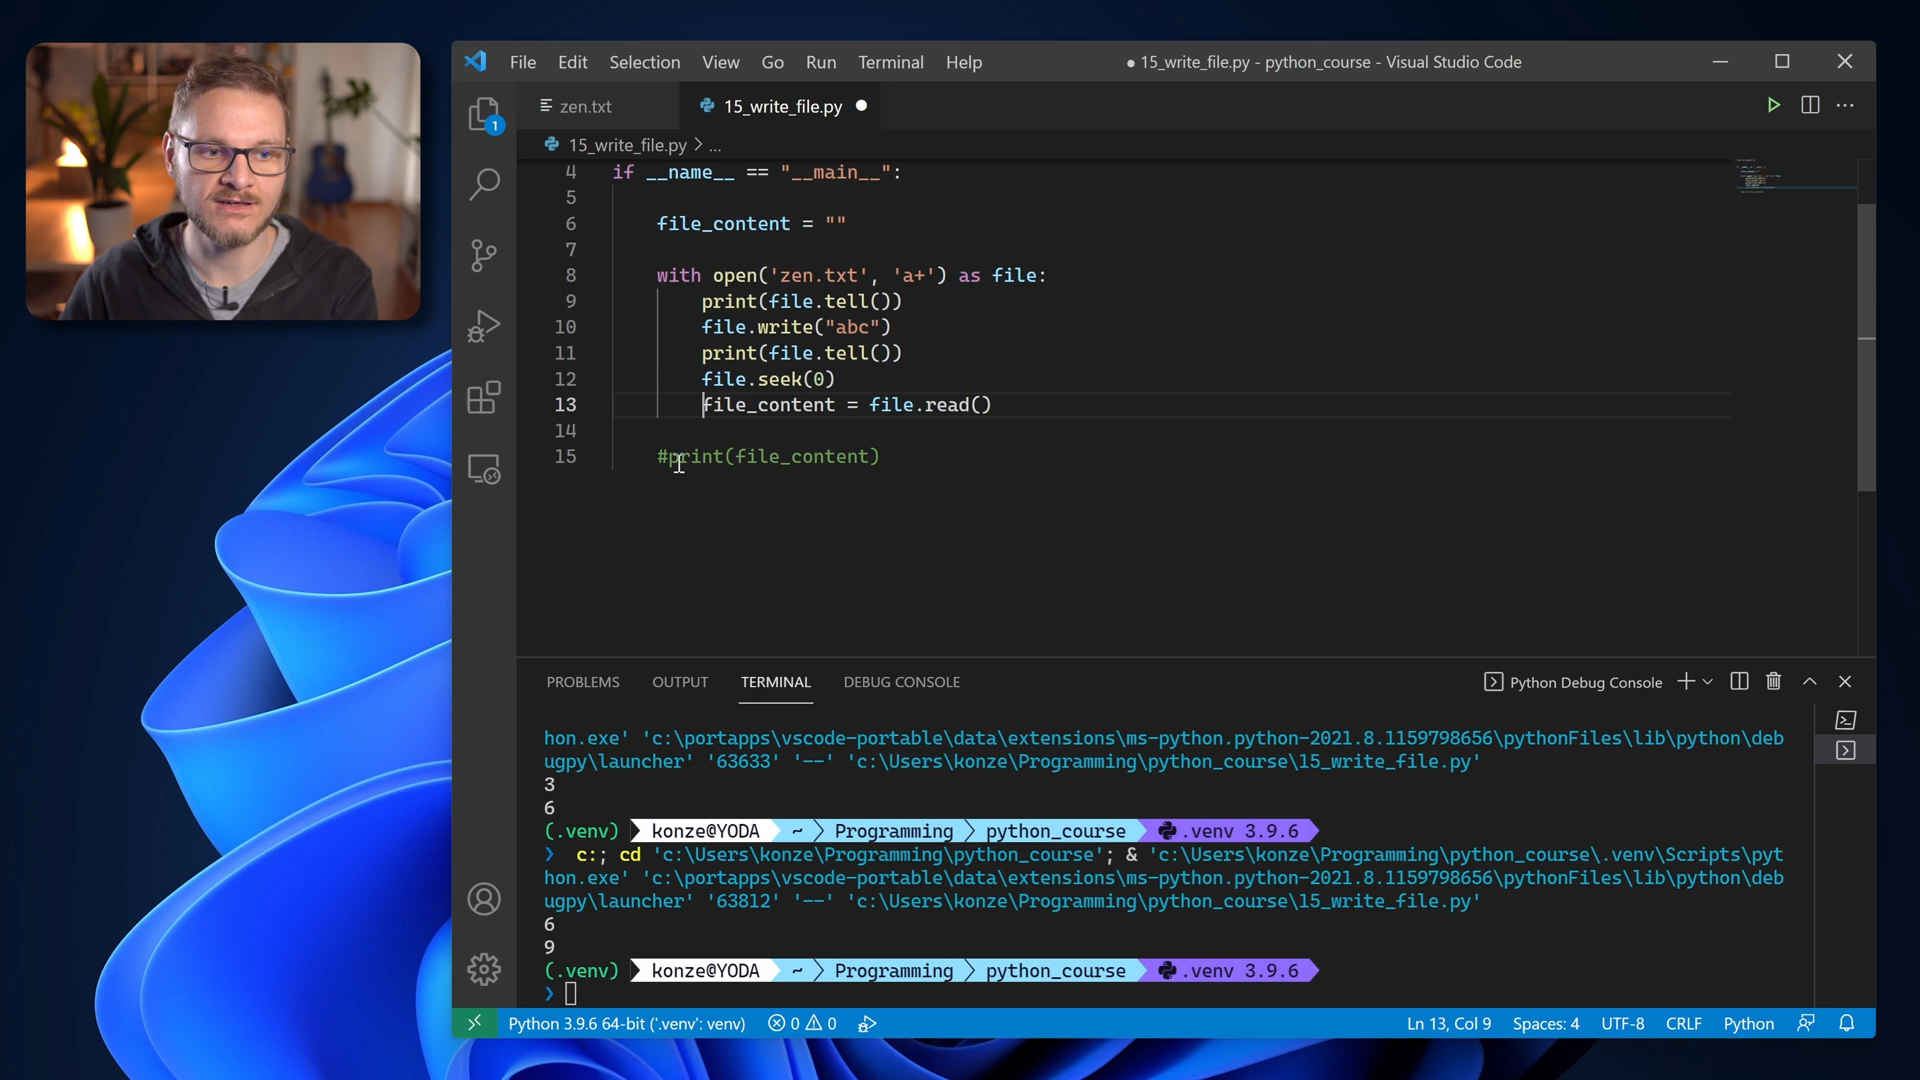 File Edit Selection View Go Run Terminal Help
● 15_write_file.py - python_course - Visual Studio Code
zen.txt
15_write_file.py
1
15_write_file.py > ...
4 if __name__ == "__main__":
5
6 file_content = ""
7
8 with open('zen.txt', 'a+') as file:
9 print(file.tell())
10 file.write("abc")
11 print(file.tell())
12 file.seek(0)
13 file_content = file.read()
14
15 #print(file_content)
PROBLEMS OUTPUT TERMINAL DEBUG CONSOLE
Python Debug Console
hon.exe' 'c:\portapps\vscode-portable\data\extensions\ms-python.python-2021.8.1159798656\pythonFiles\lib\python\deb
ugpy\launcher' '63633' '--' 'c:\Users\konze\Programming\python_course\15_write_file.py'
3
6
(.venv) konze@YODA ~ Programming python_course .venv 3.9.6
❯ c:; cd 'c:\Users\konze\Programming\python_course'; & 'c:\Users\konze\Programming\python_course\.venv\Scripts\pyt
hon.exe' 'c:\portapps\vscode-portable\data\extensions\ms-python.python-2021.8.1159798656\pythonFiles\lib\python\deb
ugpy\launcher' '63812' '--' 'c:\Users\konze\Programming\python_course\15_write_file.py'
6
9
(.venv) konze@YODA ~ Programming python_course .venv 3.9.6
❯
Python 3.9.6 64-bit ('.venv': venv) 0 0 Ln 13, Col 9 Spaces: 4 UTF-8 CRLF Python